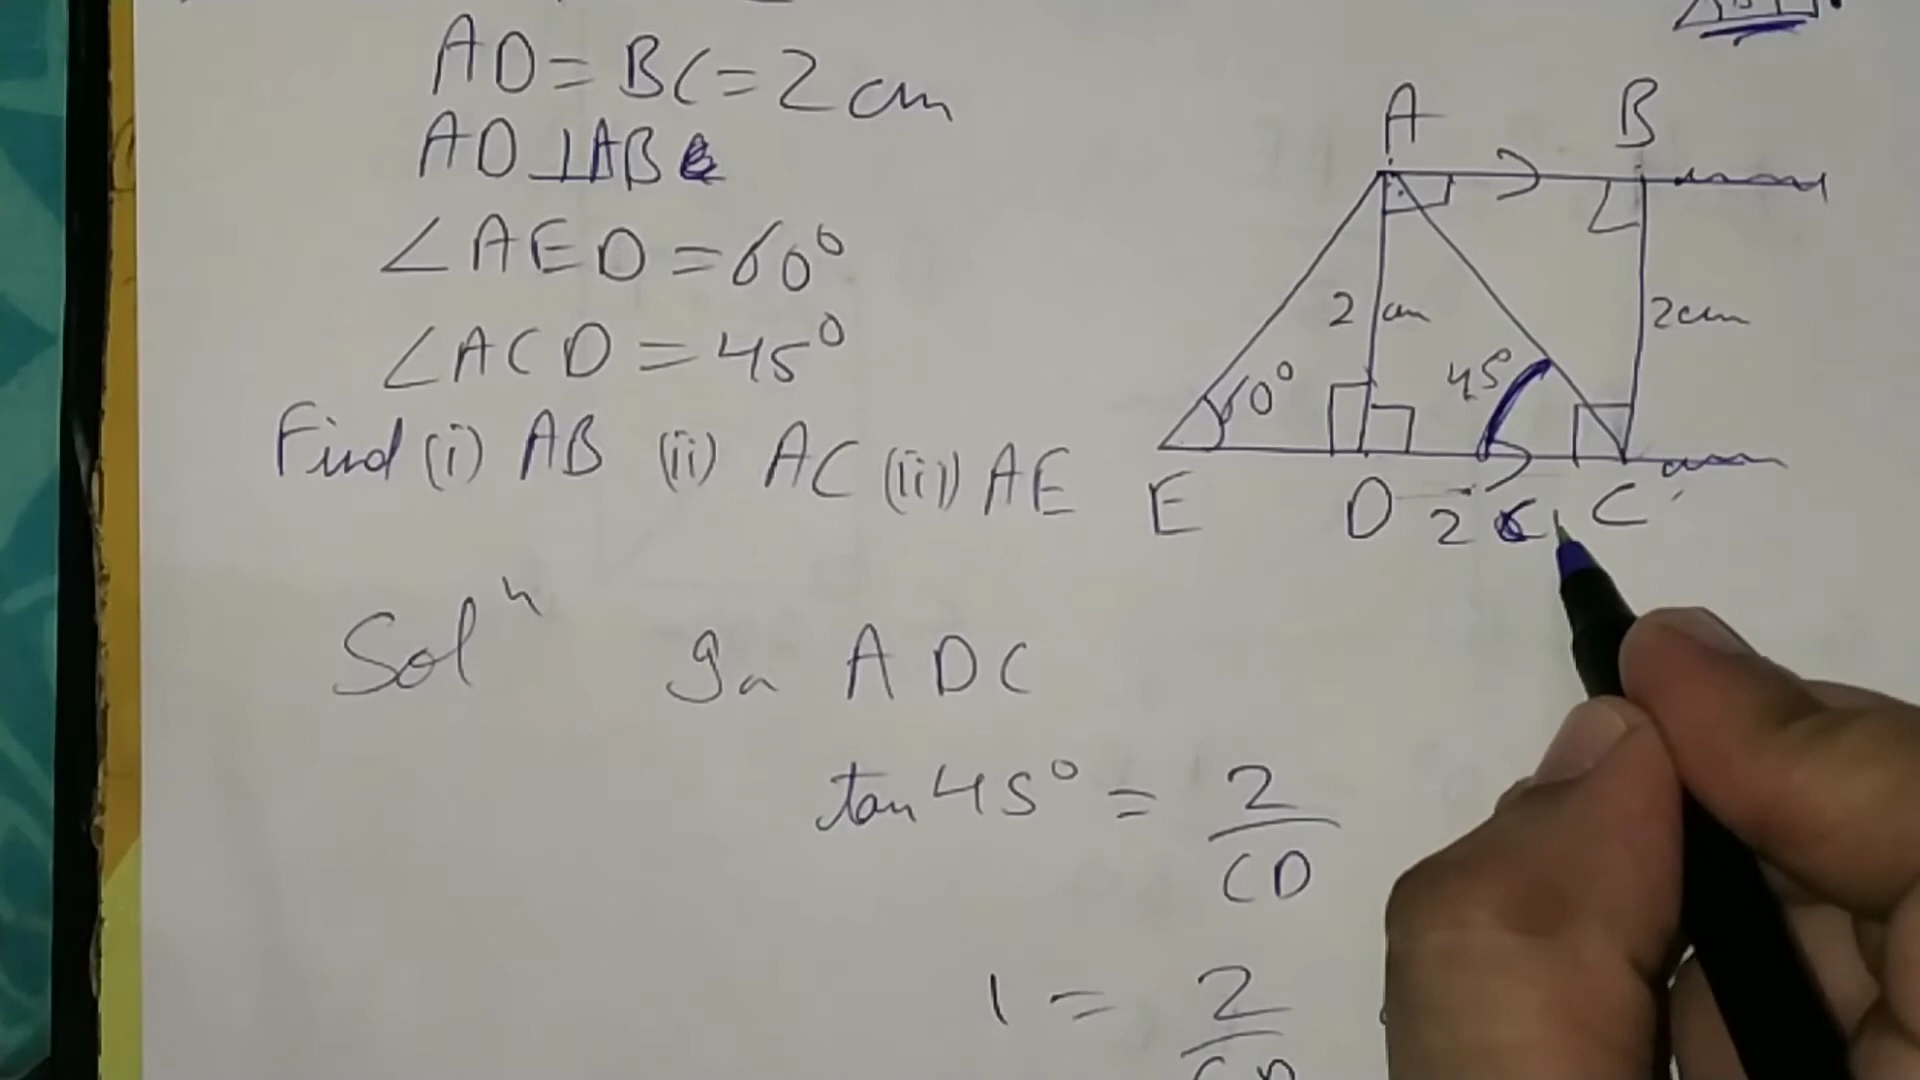 AD = BC = 2 cm
AD ⊥ AB
∠AED = 60°
∠ACD = 45°
Find (i) AB (ii) AC (iii) AE
A B
2 cm 2cm
60° 45°
E D 2 C
Solⁿ In ADC
tan 45° = 2/CD
1 = 2/CD